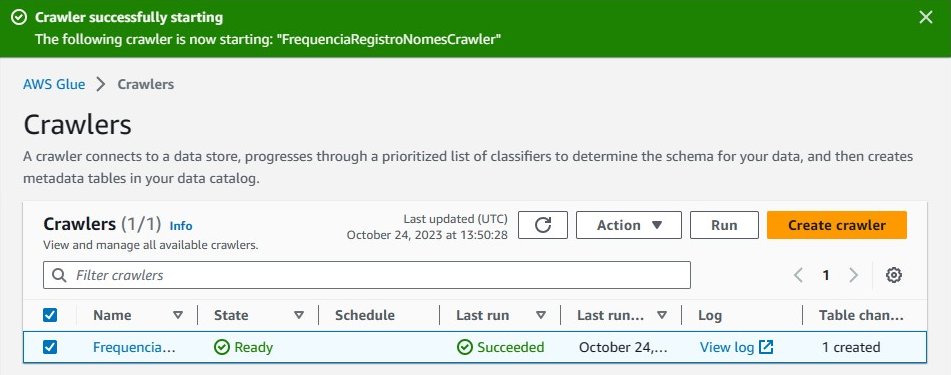 Crawler successfully starting
The following crawler is now starting: "FrequenciaRegistroNomesCrawler"
AWS Glue > Crawlers
Crawlers
A crawler connects to a data store, progresses through a prioritized list of classifiers to determine the schema for your data, and then creates
metadata tables in your data catalog.
Crawlers (1/1) Info
View and manage all available crawlers.
Last updated (UTC)
October 24, 2023 at 13:50:28
Action
Run
Create crawler
Filter crawlers
1
Name State Schedule Last run Last run... Log Table chan...
Frequencia... Ready Succeeded October 24,... View log 1 created